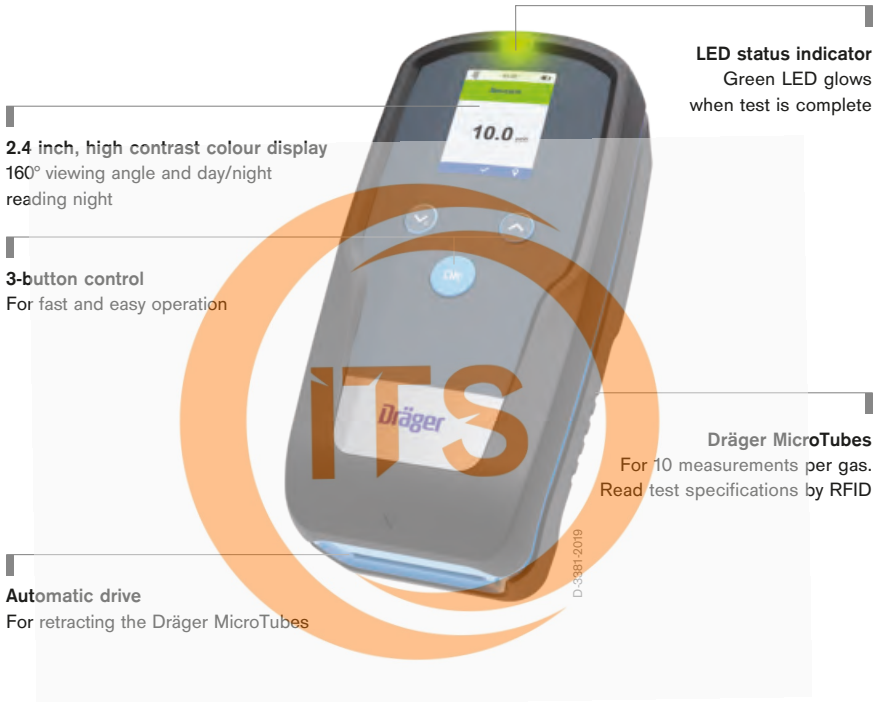 LED status indicator
Green LED glows
when test is complete
2.4 inch, high contrast colour display
160° viewing angle and day/night
reading night
10.0
3-button control
For fast and easy operation
OK
ITS
Dräger
Dräger MicroTubes
For 10 measurements per gas.
Read test specifications by RFID
D-3381-2019
Automatic drive
For retracting the Dräger MicroTubes